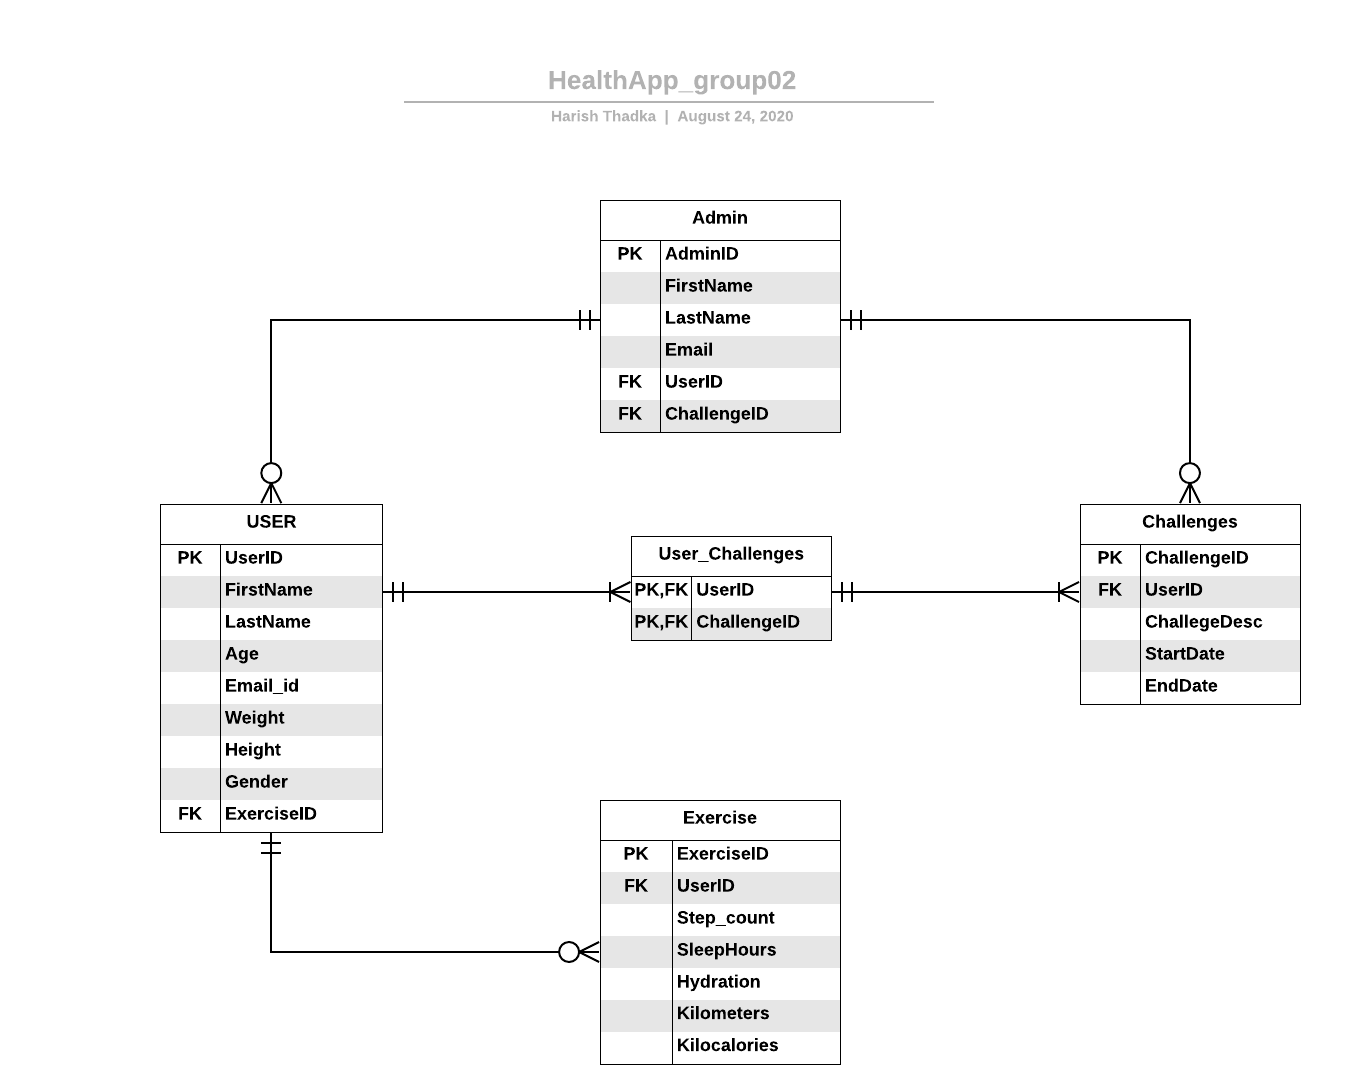 HealthApp_group02
Harish Thadka | August 24, 2020
Admin
PK AdminID
FirstName
LastName
Email
FK UserID
FK ChallengeID
USER
PK UserID
FirstName
LastName
Age
Email_id
Weight
Height
Gender
FK ExerciseID
User_Challenges
PK,FK UserID
PK,FK ChallengeID
Challenges
PK ChallengeID
FK UserID
ChallegeDesc
StartDate
EndDate
Exercise
PK ExerciseID
FK UserID
Step_count
SleepHours
Hydration
Kilometers
Kilocalories